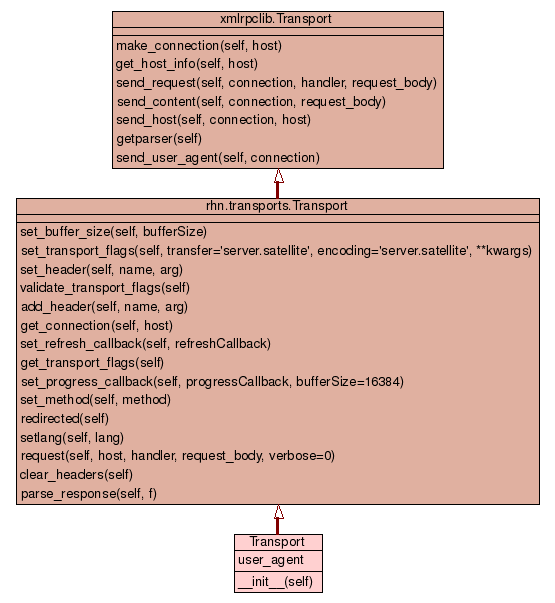 xmlrpclib.Transport
make_connection(self, host)
get_host_info(self, host)
send_request(self, connection, handler, request_body)
send_content(self, connection, request_body)
send_host(self, connection, host)
getparser(self)
send_user_agent(self, connection)
rhn.transports.Transport
set_buffer_size(self, bufferSize)
set_transport_flags(self, transfer='server.satellite', encoding='server.satellite', **kwargs)
set_header(self, name, arg)
validate_transport_flags(self)
add_header(self, name, arg)
get_connection(self, host)
set_refresh_callback(self, refreshCallback)
get_transport_flags(self)
set_progress_callback(self, progressCallback, bufferSize=16384)
set_method(self, method)
redirected(self)
setlang(self, lang)
request(self, host, handler, request_body, verbose=0)
clear_headers(self)
parse_response(self, f)
Transport
user_agent
__init__(self)